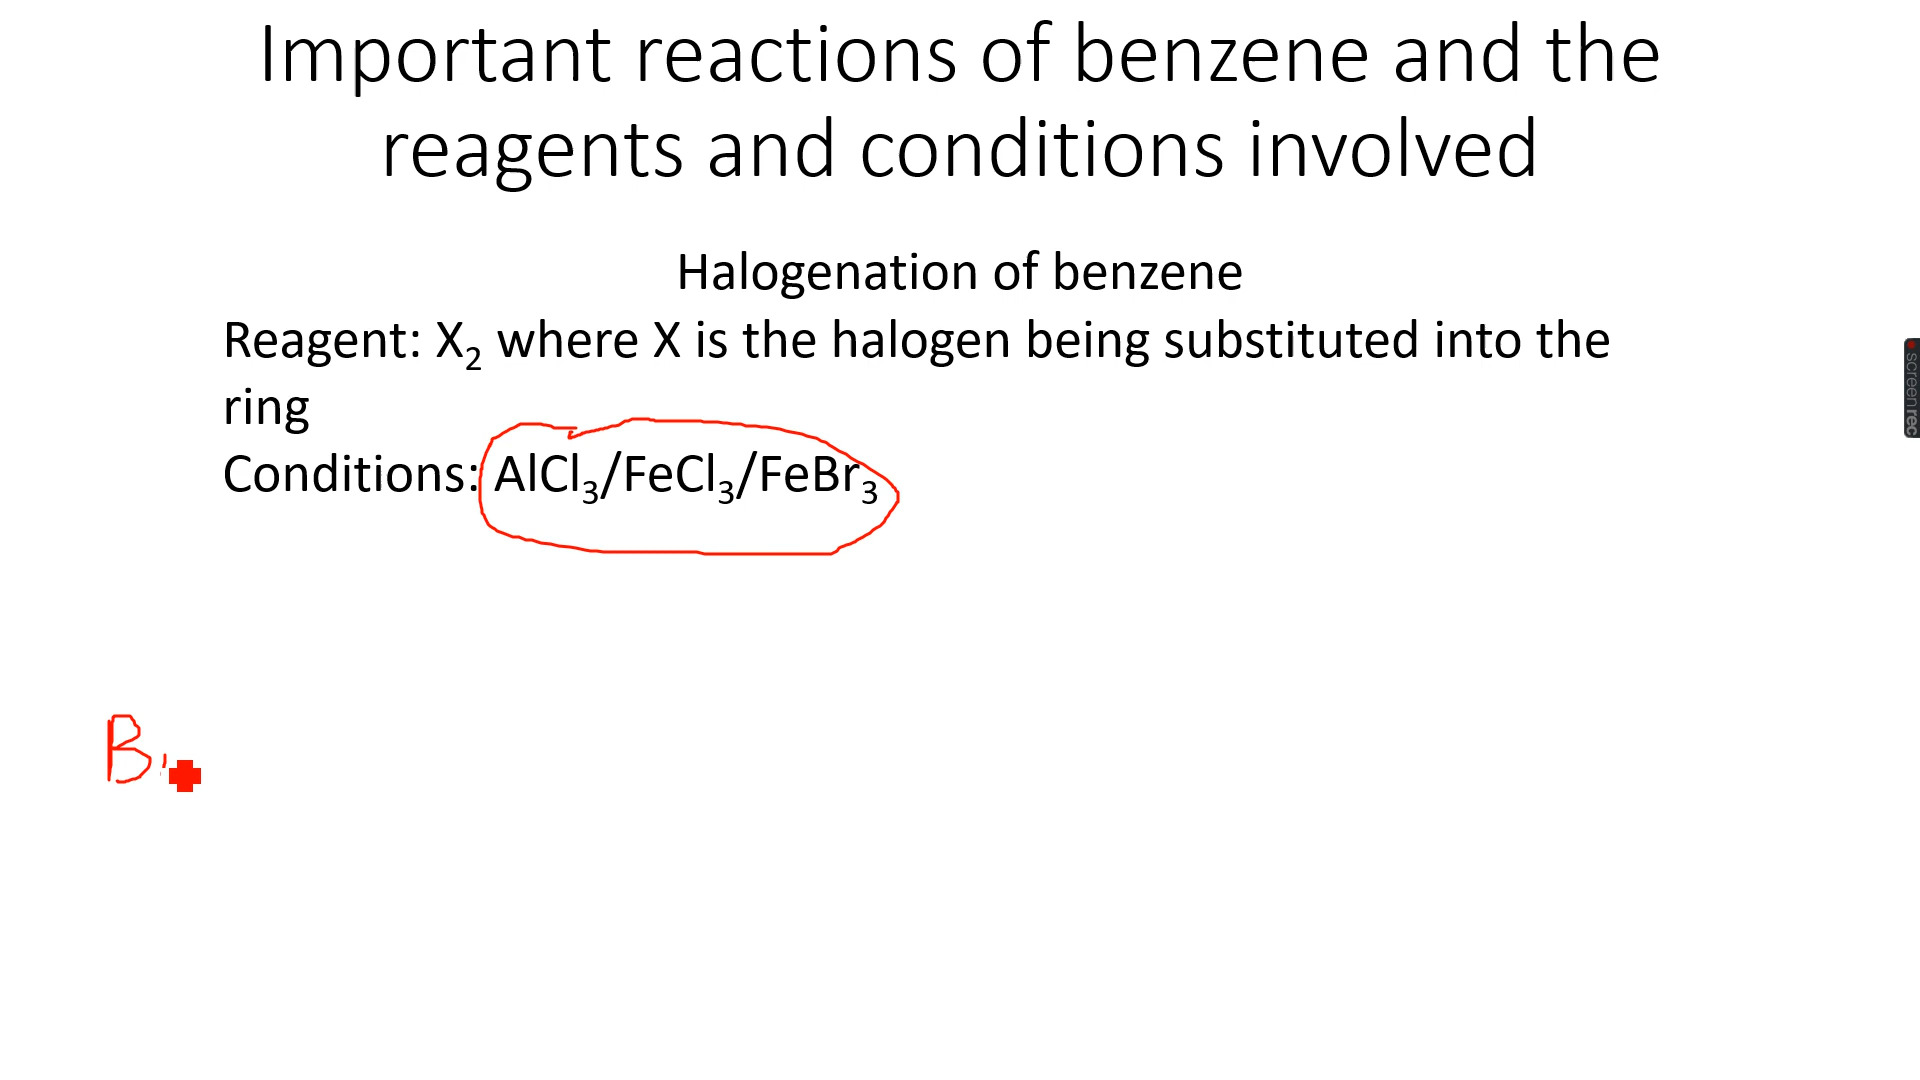 Important reactions of benzene and the
reagents and conditions involved
Halogenation of benzene
Reagent: X₂ where X is the halogen being substituted into the
ring
Conditions: AlCl₃/FeCl₃/FeBr₃
screenrec
B